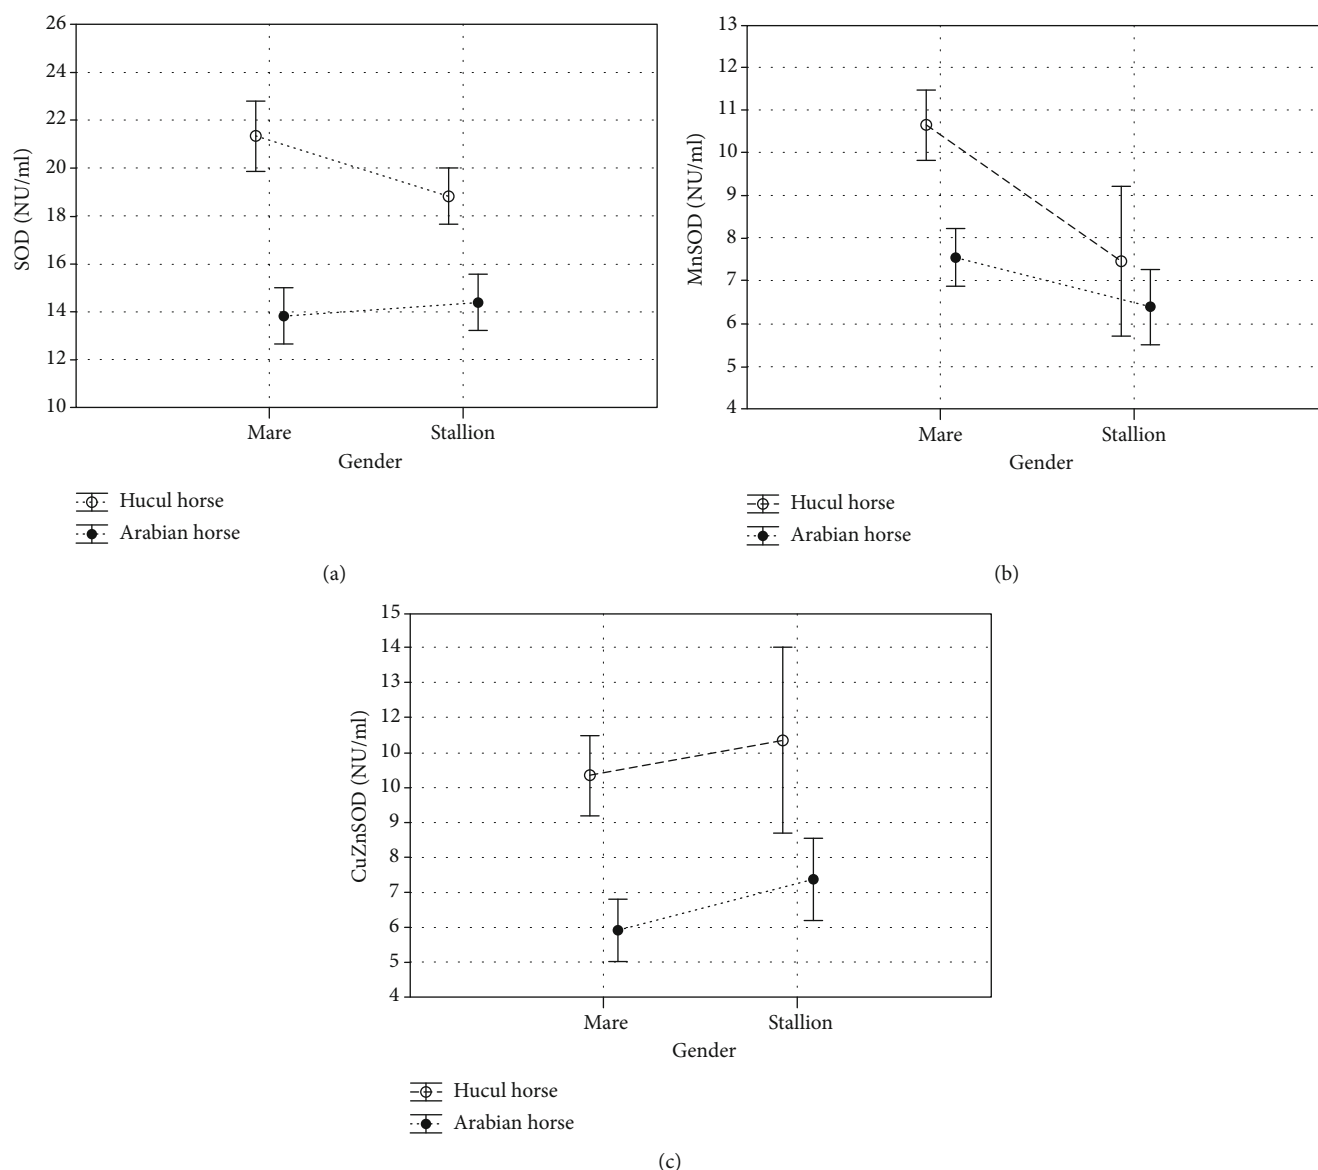 26
24
22
20
18
16
14
12
10
SOD (NU/ml)
Mare Stallion
Gender
Hucul horse
Arabian horse
(a)
13
12
11
10
9
8
7
6
5
4
MnSOD (NU/ml)
Mare Stallion
Gender
Hucul horse
Arabian horse
(b)
15
14
13
12
10
10
9
8
7
6
5
4
CuZnSOD (NU/ml)
Mare Stallion
Gender
Hucul horse
Arabian horse
(c)